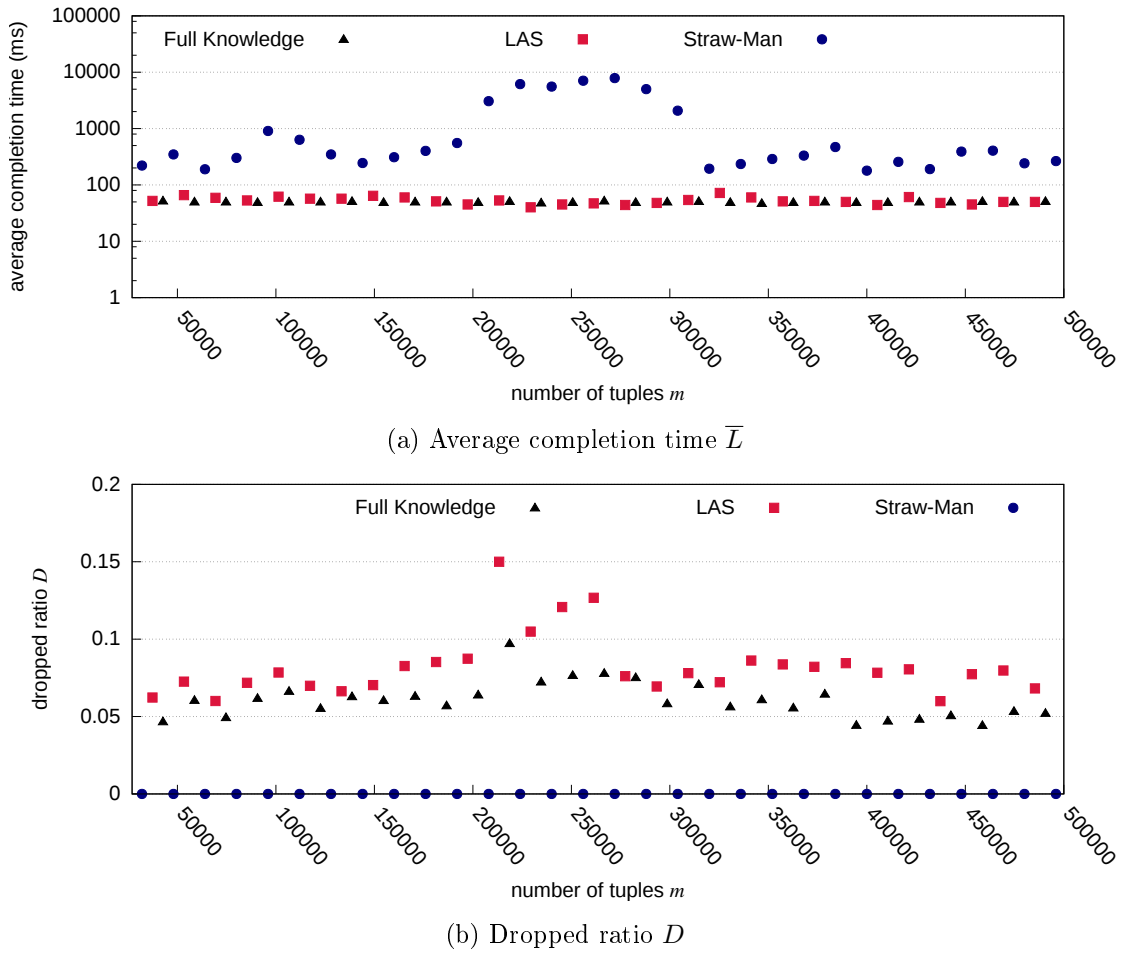 average completion time (ms)
100000
10000
1000
100
10
1
Full Knowledge LAS Straw-Man
50000 100000 150000 200000 250000 300000 350000 400000 450000 500000
number of tuples m
(a) Average completion time L̅
dropped ratio D
0.2
0.15
0.1
0.05
0
Full Knowledge LAS Straw-Man
50000 100000 150000 200000 250000 300000 350000 400000 450000 500000
number of tuples m
(b) Dropped ratio D